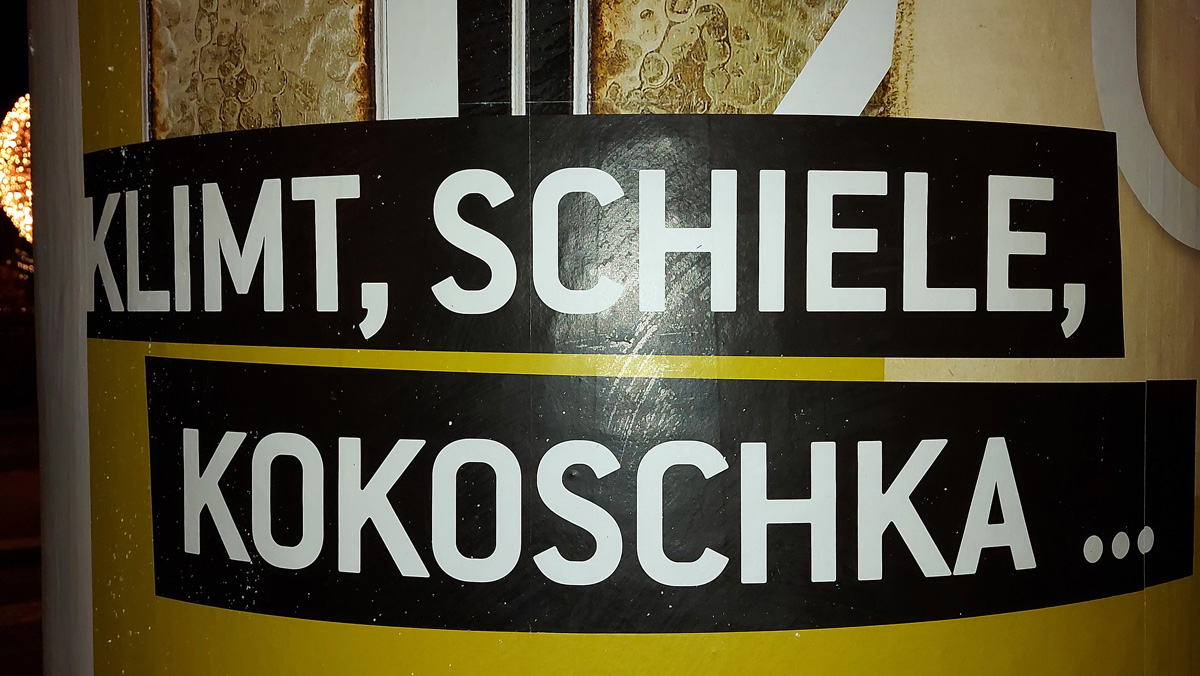 KLIMT, SCHIELE,
KOKOSCHKA ...